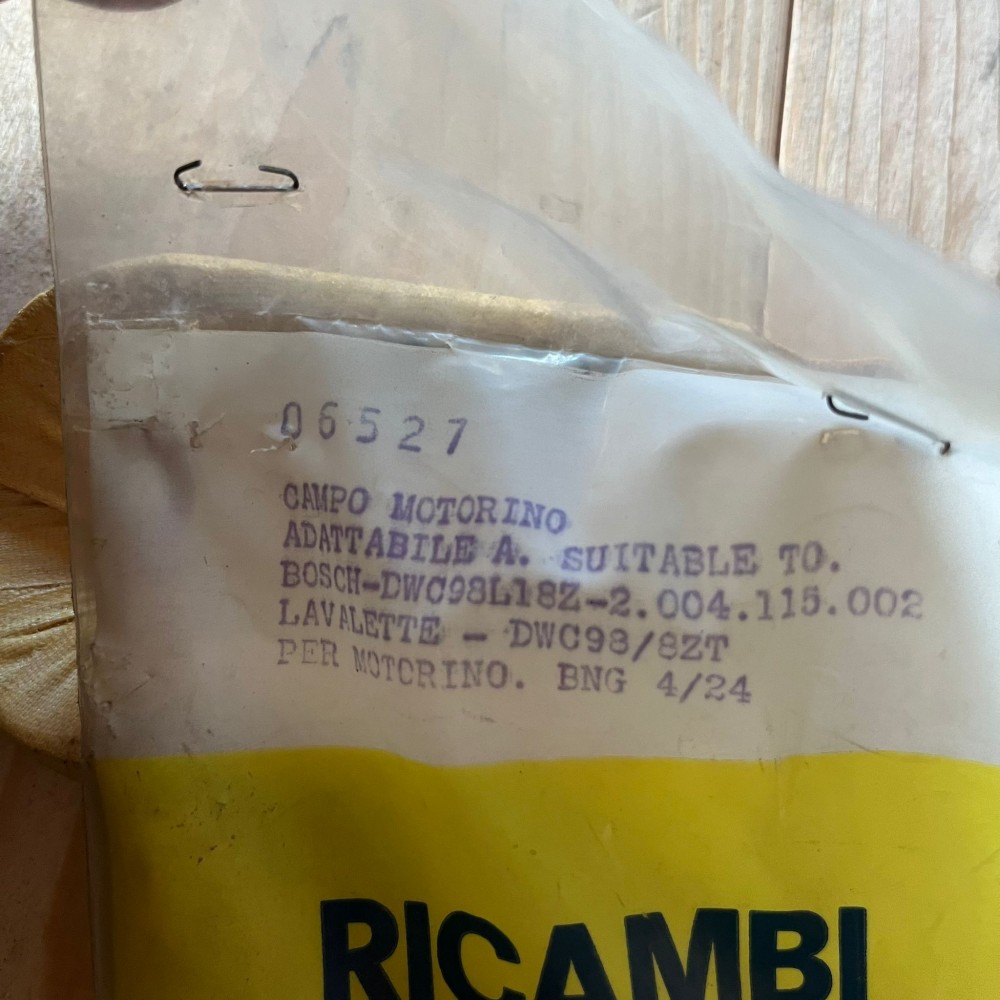 06527
CAMPO MOTORINO
ADATTABILE A. SUITABLE TO.
BOSCH-DWC98L18Z-2.004.115.002
LAVALETTE - DWC98/8ZT
PER MOTORINO. BNG 4/24
RICAMBI